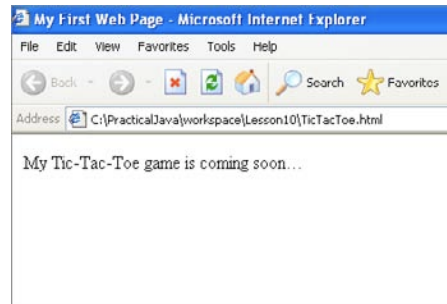 My First Web Page - Microsoft Internet Explorer
File Edit View Favorites Tools Help
Back Search Favorites
Address C:\PracticalJava\workspace\Lesson10\TicTacToe.html
My Tic-Tac-Toe game is coming soon...